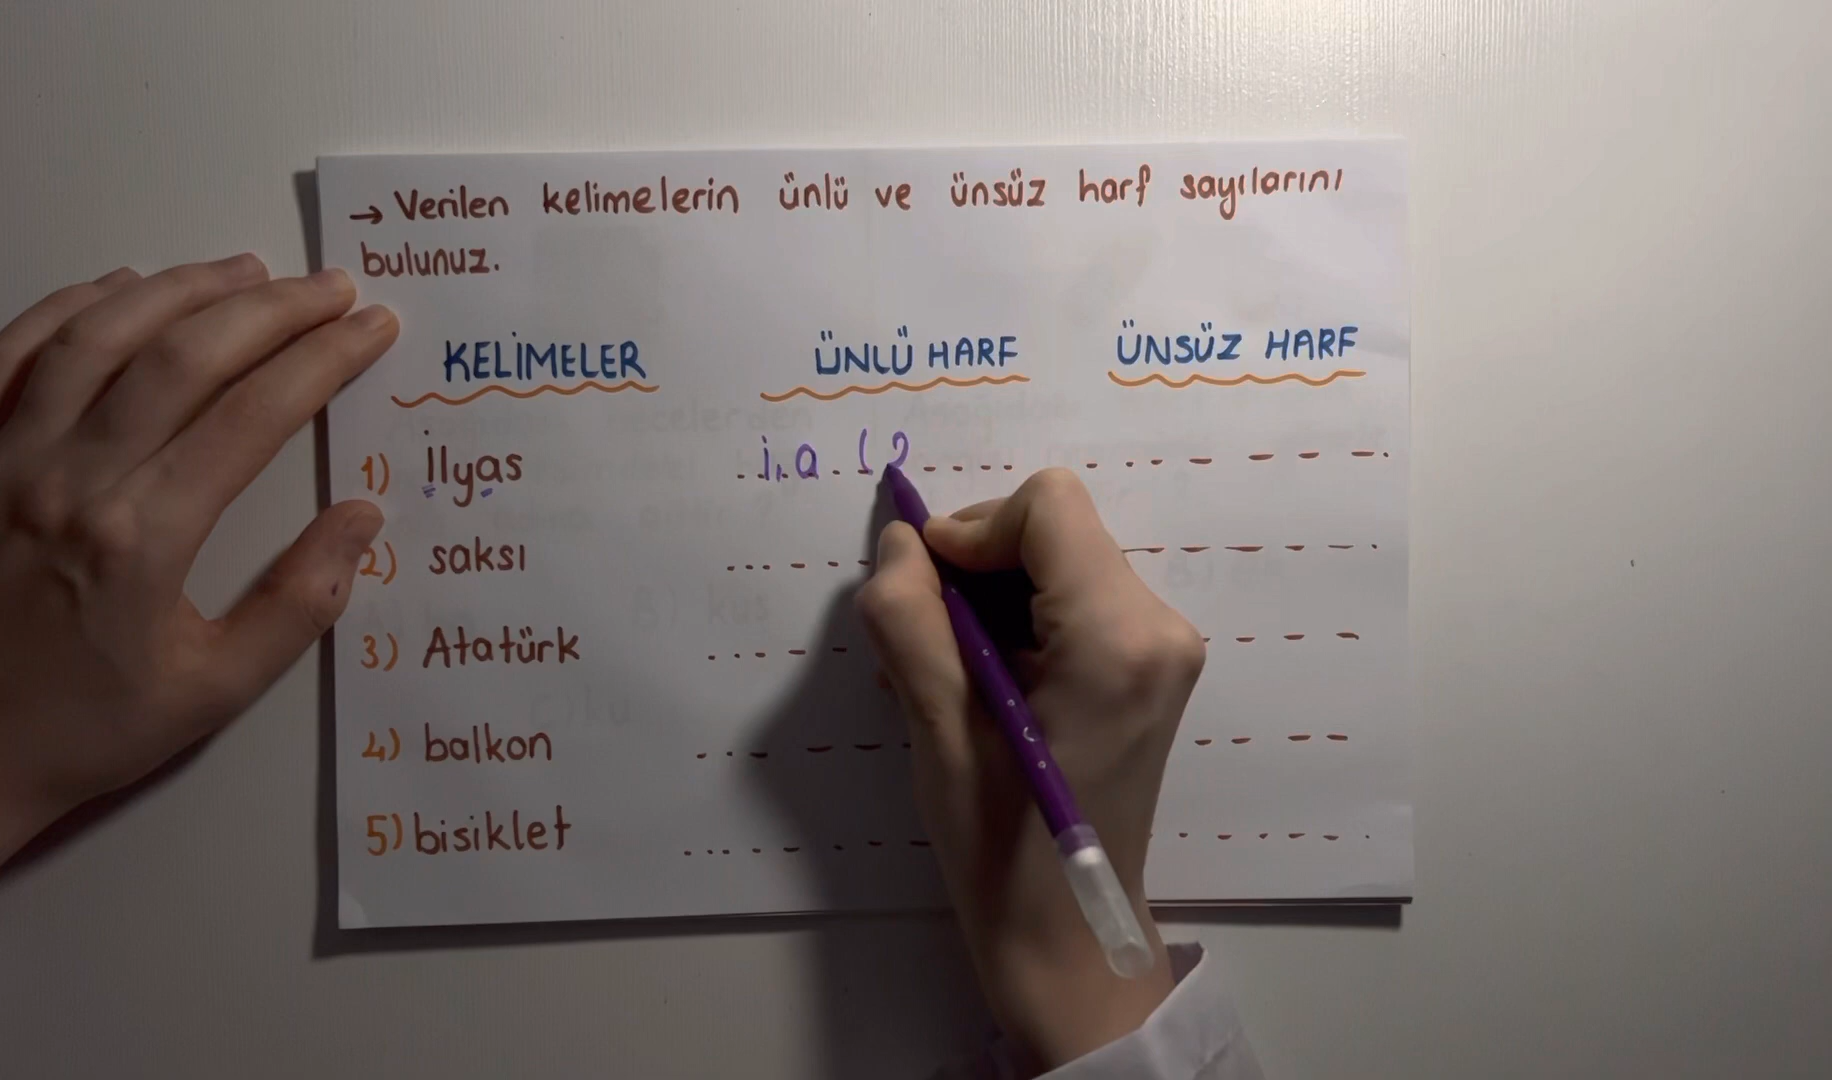 → Verilen kelimelerin ünlü ve ünsüz harf sayılarını
bulunuz.
KELİMELER ÜNLÜ HARF ÜNSÜZ HARF
1) İlyas i, a (2
2) saksı
3) Atatürk
4) balkon
5) bisiklet